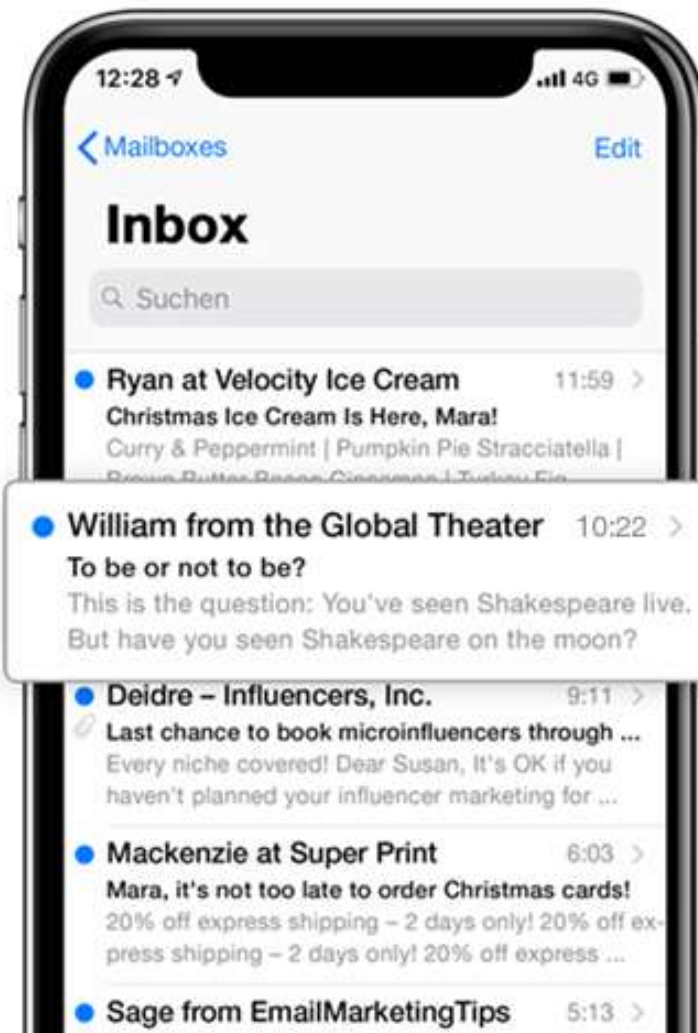 12:28
4G
Mailboxes
Edit
Inbox
Suchen
Ryan at Velocity Ice Cream 11:59
Christmas Ice Cream Is Here, Mara!
Curry & Peppermint | Pumpkin Pie Stracciatella |
William from the Global Theater 10:22
To be or not to be?
This is the question: You've seen Shakespeare live.
But have you seen Shakespeare on the moon?
Deidre – Influencers, Inc. 9:11
Last chance to book microinfluencers through ...
Every niche covered! Dear Susan, It's OK if you
haven't planned your influencer marketing for ...
Mackenzie at Super Print 6:03
Mara, it's not too late to order Christmas cards!
20% off express shipping – 2 days only! 20% off ex-
press shipping – 2 days only! 20% off express ...
Sage from EmailMarketingTips 5:13